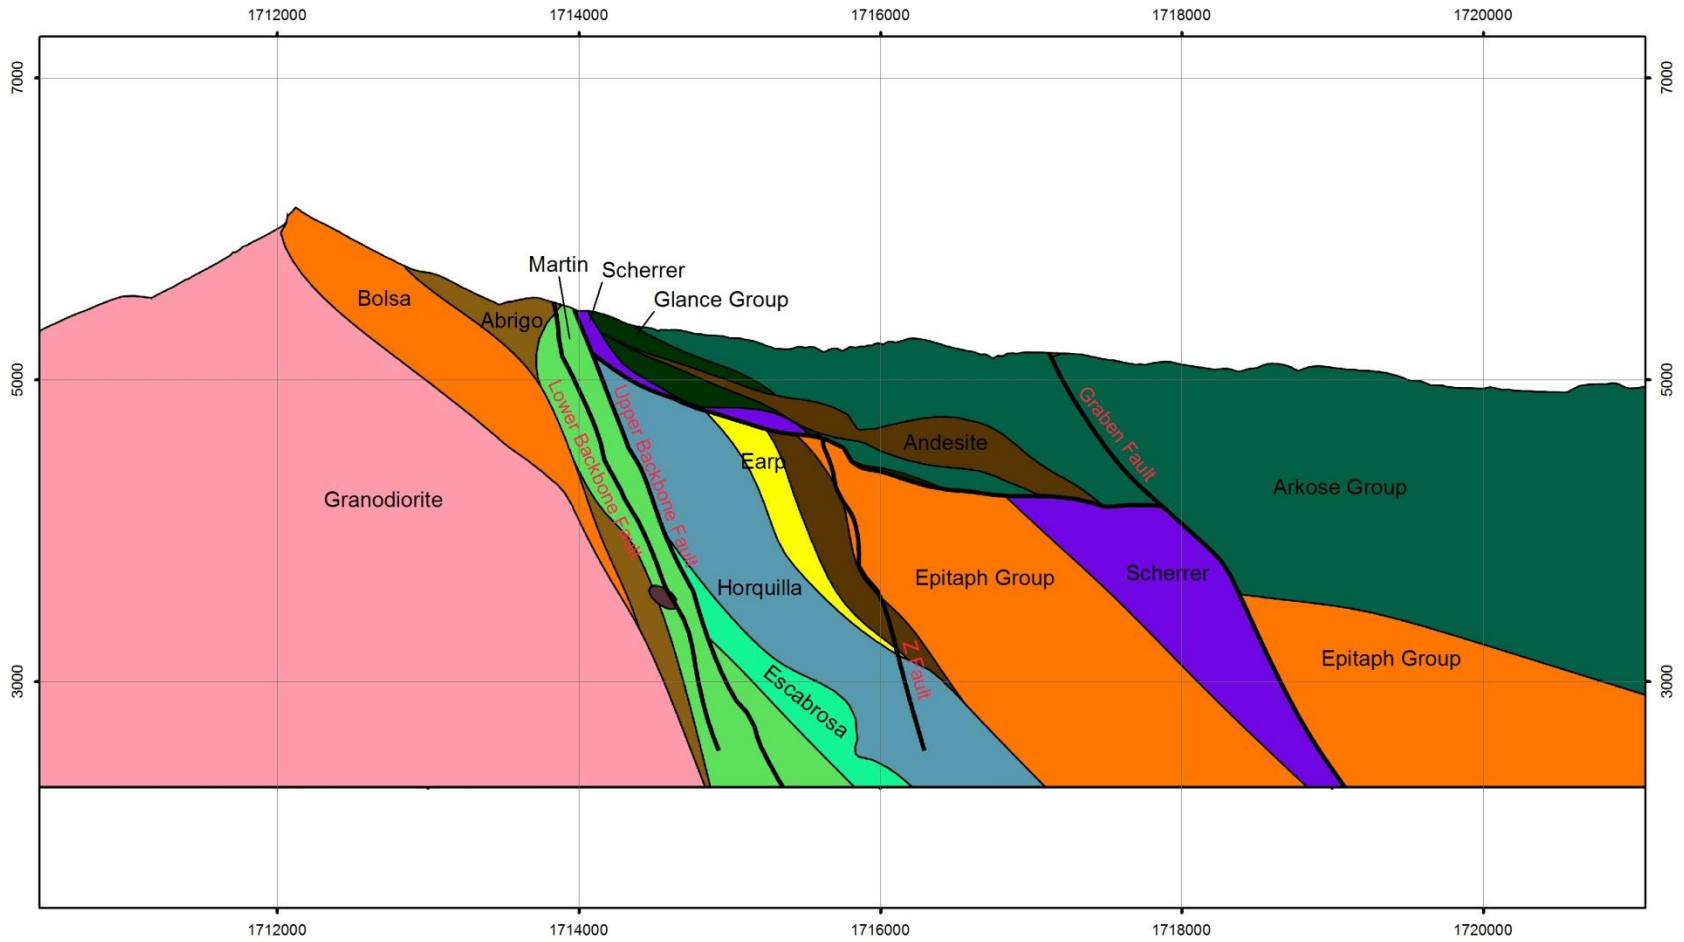 1712000
1714000
1716000
1718000
1720000
7000
7000
Martin
Scherrer
Glance Group
Bolsa
Abrigo
5000
5000
Lower Backbone Fault
Upper Backbone Fault
Graben Fault
Andesite
Earp
Granodiorite
Arkose Group
Horquilla
Epitaph Group
Scherrer
Z Fault
Epitaph Group
3000
3000
Escabrosa
1712000
1714000
1716000
1718000
1720000